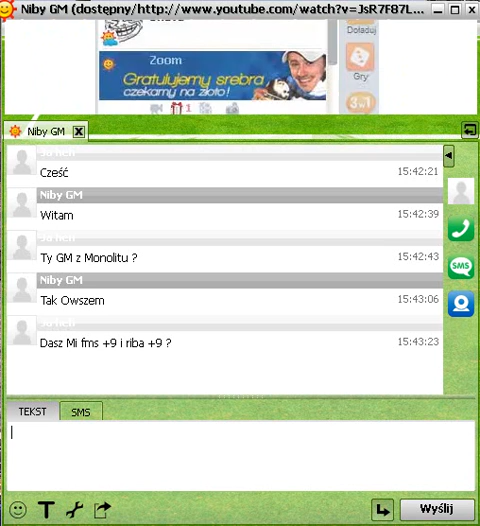 Niby GM (dostępny/http://www.youtube.com/watch?v=JsR7F87L...
Doładuj
Zoom
Gratulujemy srebra
czekamy na złoto!
Gry
1
3w1
Niby GM
Cześć 15:42:21
Niby GM
Witam 15:42:39
Ty GM z Monolitu ? 15:42:43
Niby GM
Tak Owszem 15:43:06
Dasz Mi fms +9 i riba +9 ? 15:43:23
SMS
TEKST SMS
Wyślij